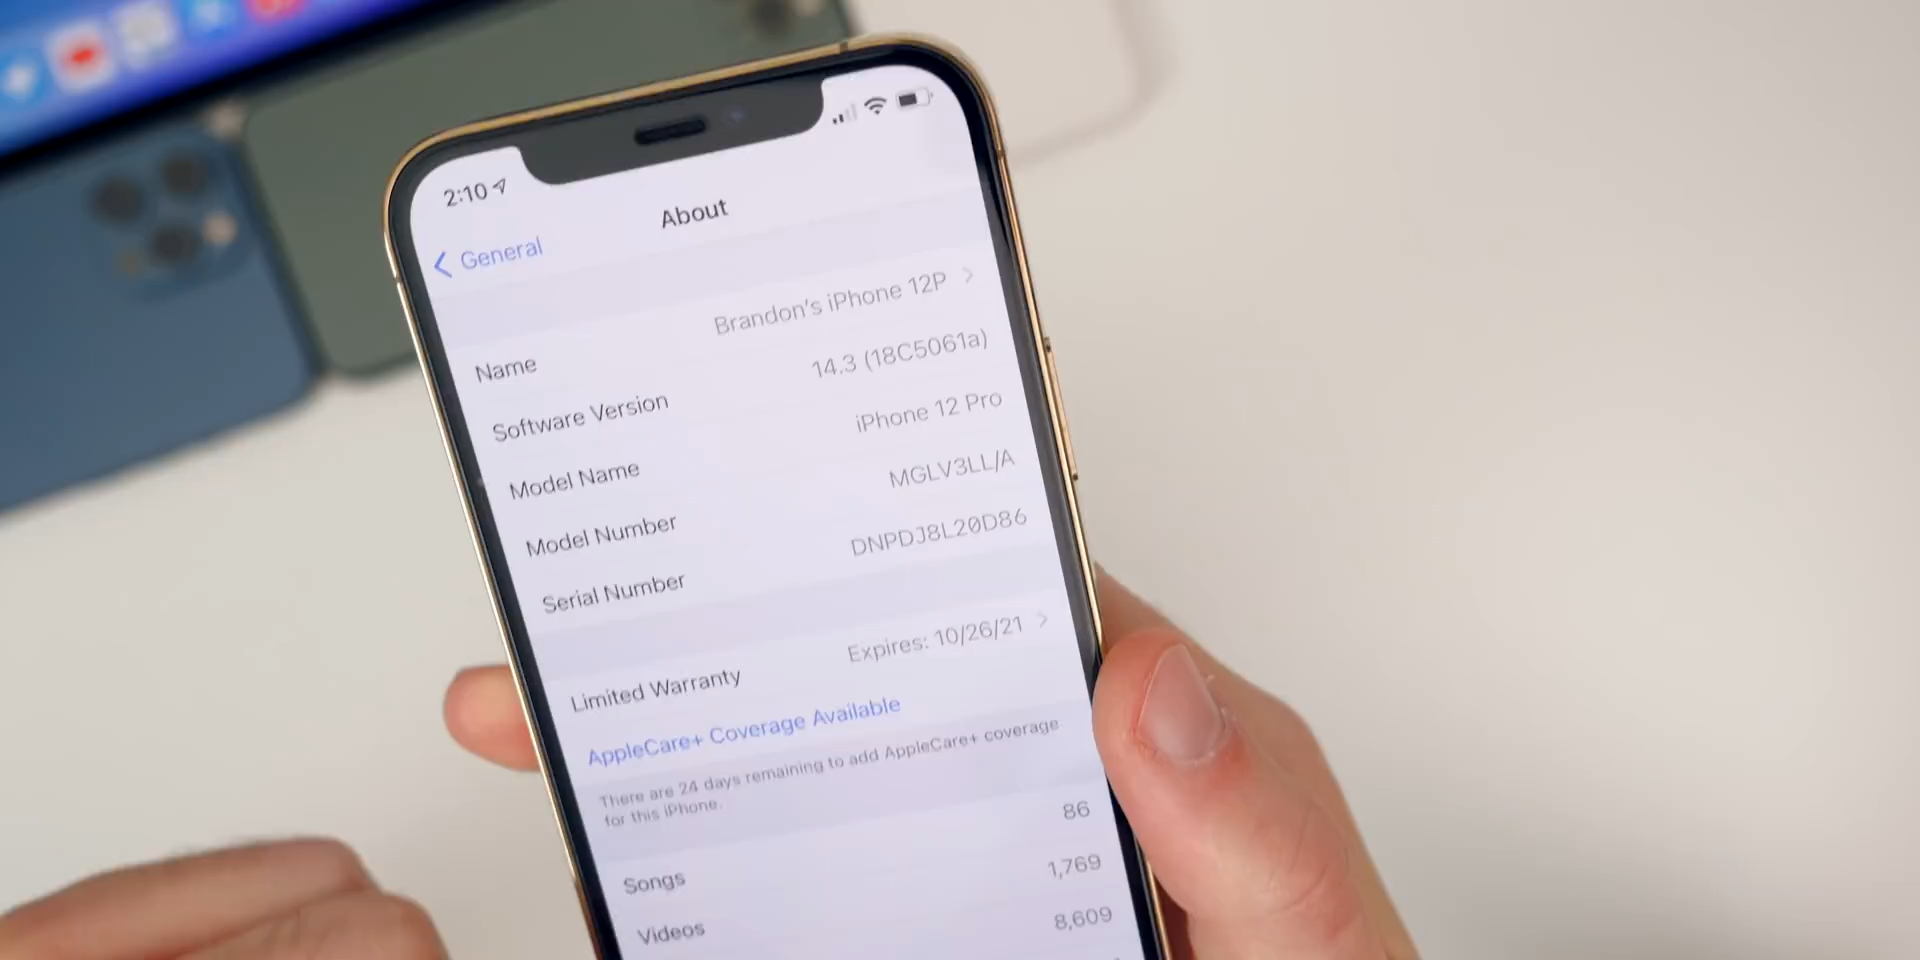 2:10
General
About
Name Brandon's iPhone 12P
Software Version 14.3 (18C5061a)
Model Name iPhone 12 Pro
Model Number MGLV3LL/A
Serial Number DNPDJ8L20D86
Limited Warranty Expires: 10/26/21
AppleCare+ Coverage Available
There are 24 days remaining to add AppleCare+ coverage
for this iPhone.
Songs 86
Videos 1,769
8,609